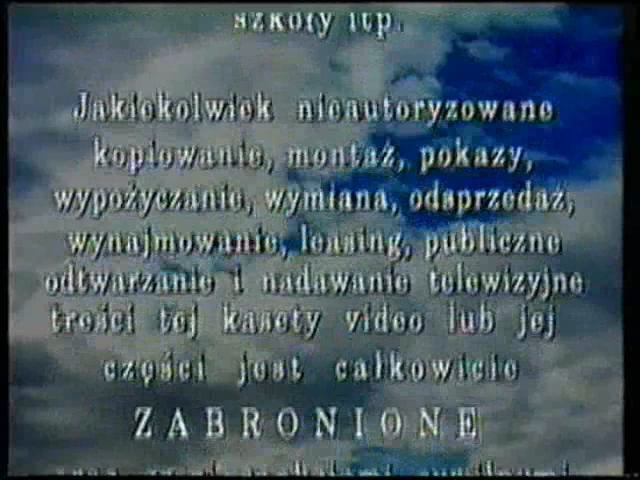 szkoły itp.
Jakiekolwiek nieautoryzowane
kopiowanie, montaż, pokazy,
wypożyczanie, wymiana, odsprzedaż,
wynajmowanie, leasing, publiczne
odtwarzanie i nadawanie telewizyjne
treści tej kasety video lub jej
części jest całkowicie
ZABRONIONE